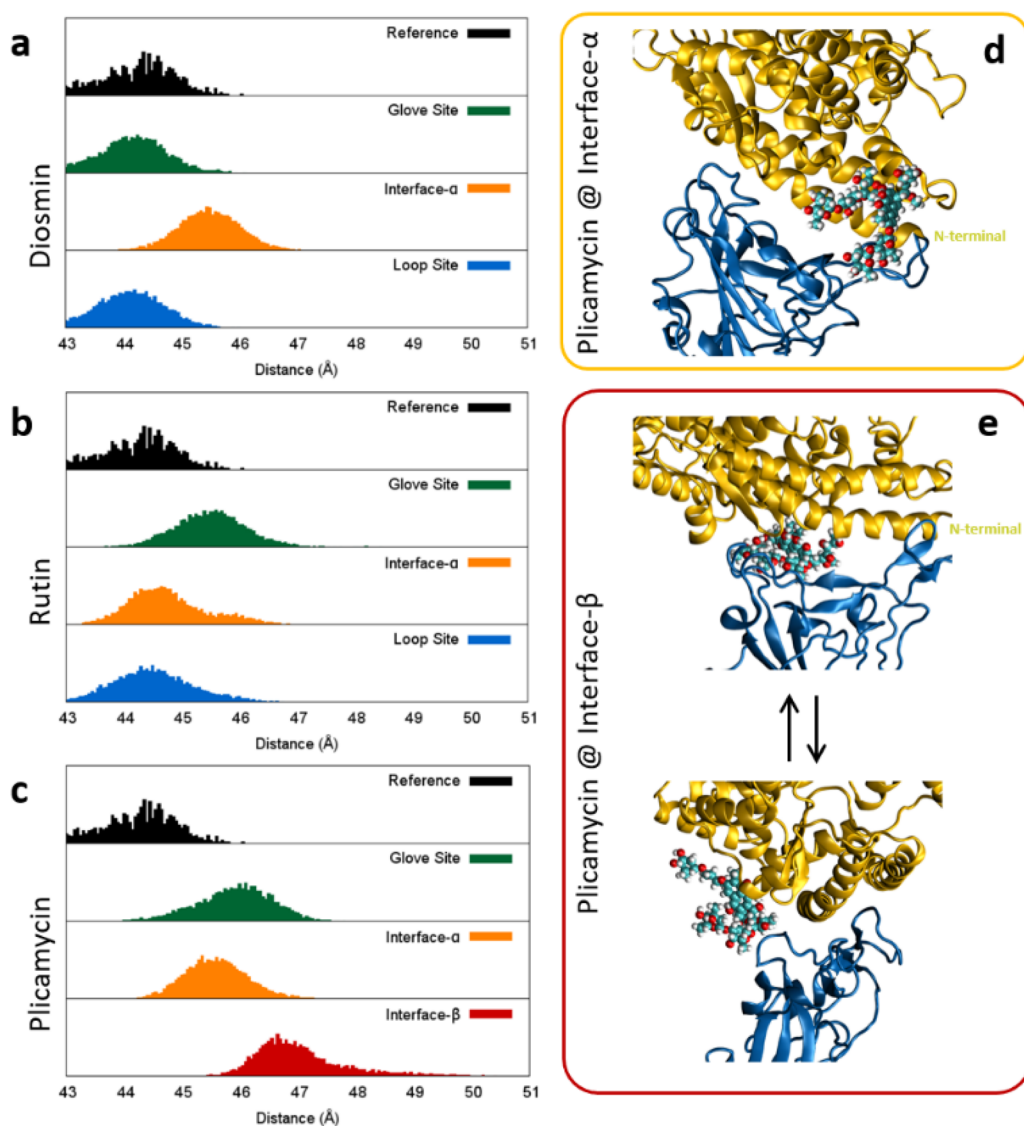 a
Diosmin
Reference
Glove Site
Interface-α
Loop Site
43 44 45 46 47 48 49 50 51
Distance (Å)
b
Rutin
Reference
Glove Site
Interface-α
Loop Site
43 44 45 46 47 48 49 50 51
Distance (Å)
c
Plicamycin
Reference
Glove Site
Interface-α
Interface-β
43 44 45 46 47 48 49 50 51
Distance (Å)
d
Plicamycin @ Interface-α
N-terminal
e
Plicamycin @ Interface-β
N-terminal